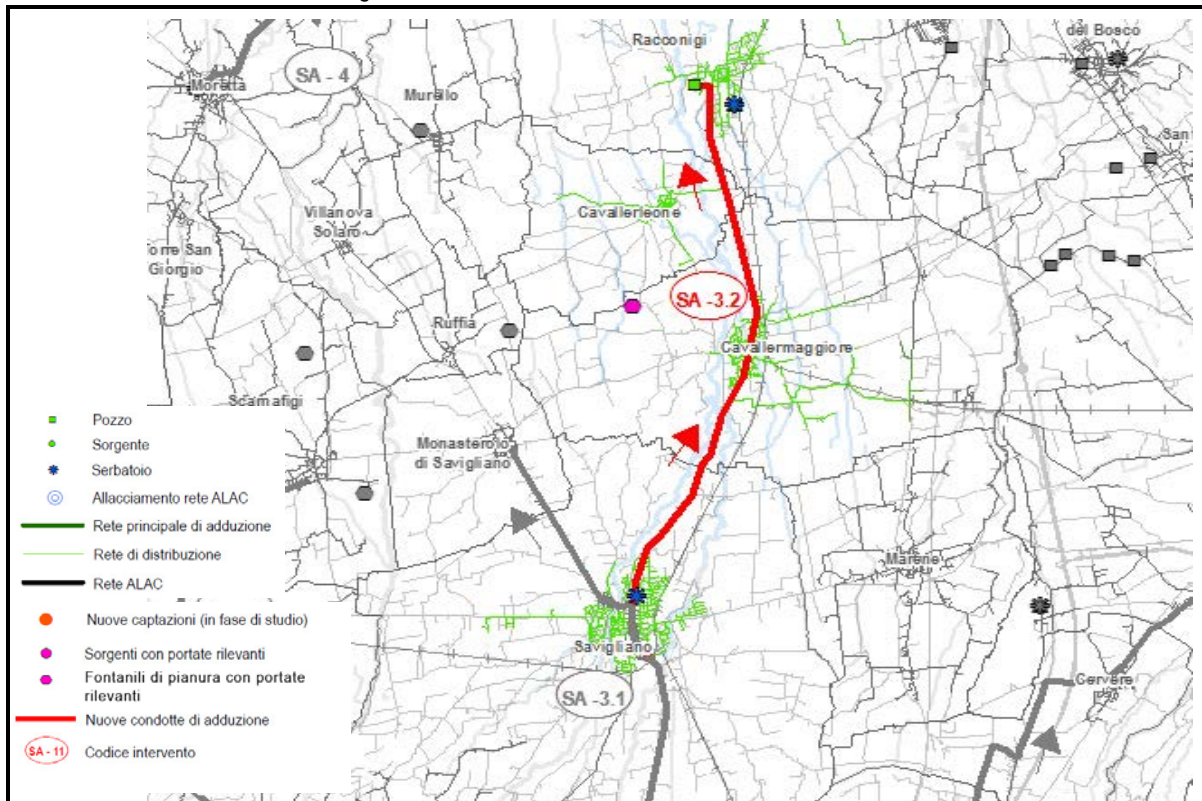 Racconigi
del Bosco
SA - 4
Moretta
Murello
San
Cavallerleone
Villanova
Solaro
orre San
Giorgio
SA -3.2
Ruffia
Cavallermaggiore
Scarnafigi
Monasterolo
di Savigliano
Marene
Savigliano
SA -3.1
Cervere
Pozzo
Sorgente
Serbatoio
Allacciamento rete ALAC
Rete principale di adduzione
Rete di distribuzione
Rete ALAC
Nuove captazioni (in fase di studio)
Sorgenti con portate rilevanti
Fontanili di pianura con portate
rilevanti
Nuove condotte di adduzione
SA - 11
Codice intervento